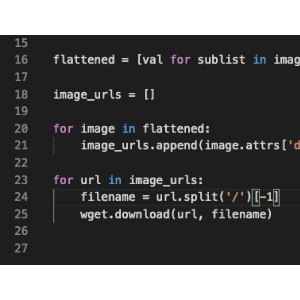 15
16 flattened = [val for sublist in imag
17
18 image_urls = []
19
20 for image in flattened:
21 image_urls.append(image.attrs['d
22
23 for url in image_urls:
24 filename = url.split('/')[-1]
25 wget.download(url, filename)
26
27